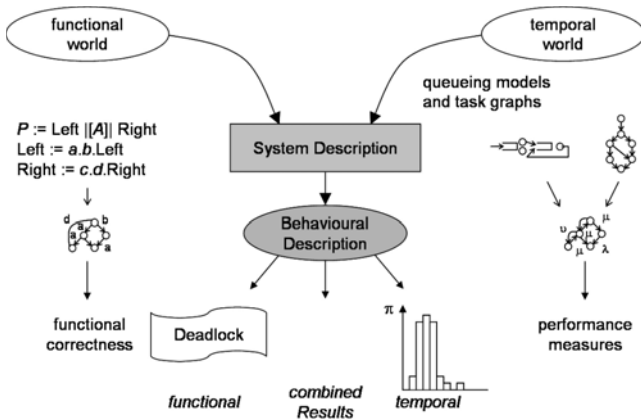 functional
world
temporal
world
queueing models
and task graphs
P := Left |[A]| Right
Left := a.b.Left
Right := c.d.Right
System Description
d
a
b
a
a
Behavioural
Description
υ
μ
μ
μ
λ
functional
correctness
Deadlock
π
performance
measures
functional
combined
Results
temporal